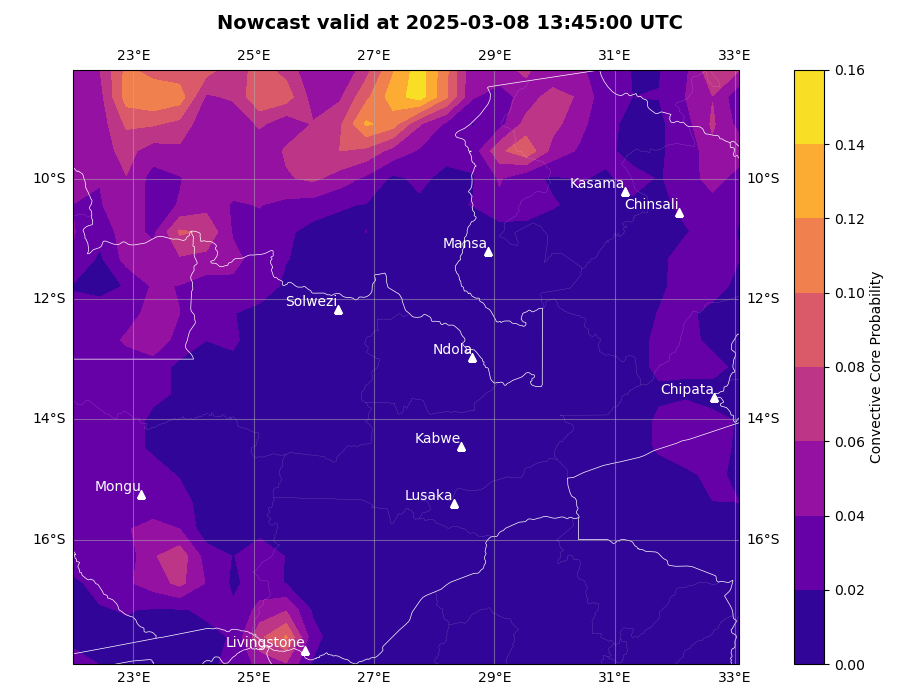 Nowcast valid at 2025-03-08 13:45:00 UTC
23°E 25°E 27°E 29°E 31°E 33°E
0.16
0.14
0.12
0.10
0.08
0.06
0.04
0.02
0.00
Convective Core Probability
10°S 10°S
12°S 12°S
14°S 14°S
16°S 16°S
Kasama
Chinsali
Mansa
Solwezi
Ndola
Chipata
Kabwe
Mongu
Lusaka
Livingstone
23°E 25°E 27°E 29°E 31°E 33°E